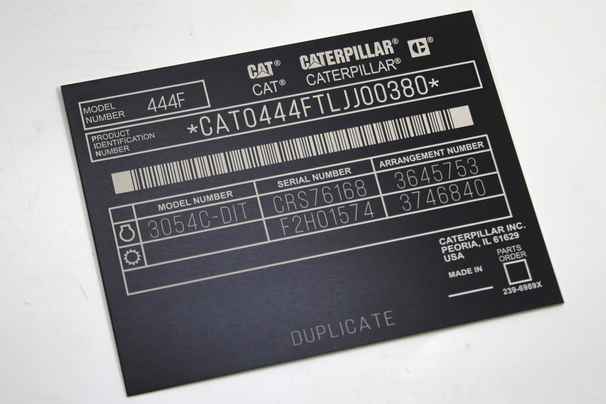 CAT® CATERPILLAR® C®
CAT® CATERPILLAR®
MODEL NUMBER 444F
PRODUCT IDENTIFICATION NUMBER *CAT0444FTLJJ00380*
MODEL NUMBER SERIAL NUMBER ARRANGEMENT NUMBER
3054C-DIT CRS76168 3645753
F2H01574 3746840
CATERPILLAR INC.
PEORIA, IL 61629
USA
PARTS ORDER
MADE IN
239-6969X
DUPLICATE